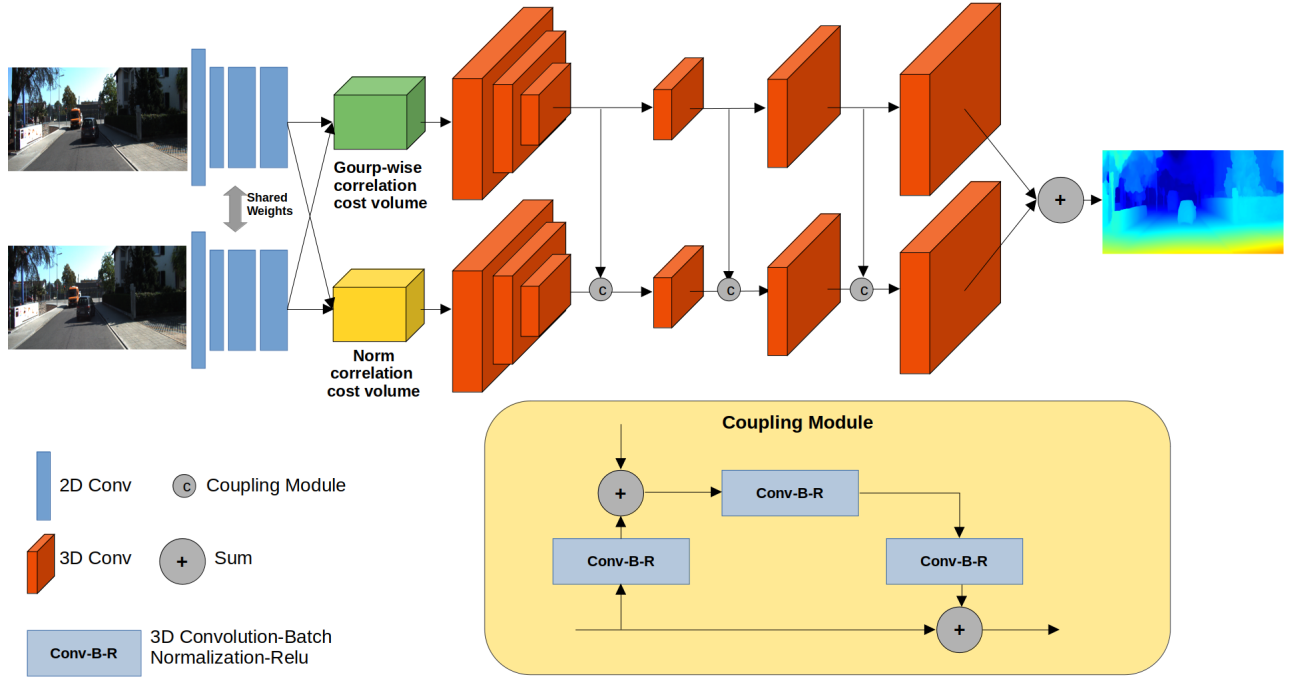 Shared
Weights
Gourp-wise
correlation
cost volume
+
c
c
c
Norm
correlation
cost volume
Coupling Module
2D Conv
c
Coupling Module
3D Conv
+
Sum
Conv-B-R
3D Convolution-Batch
Normalization-Relu
+
Conv-B-R
Conv-B-R
Conv-B-R
+